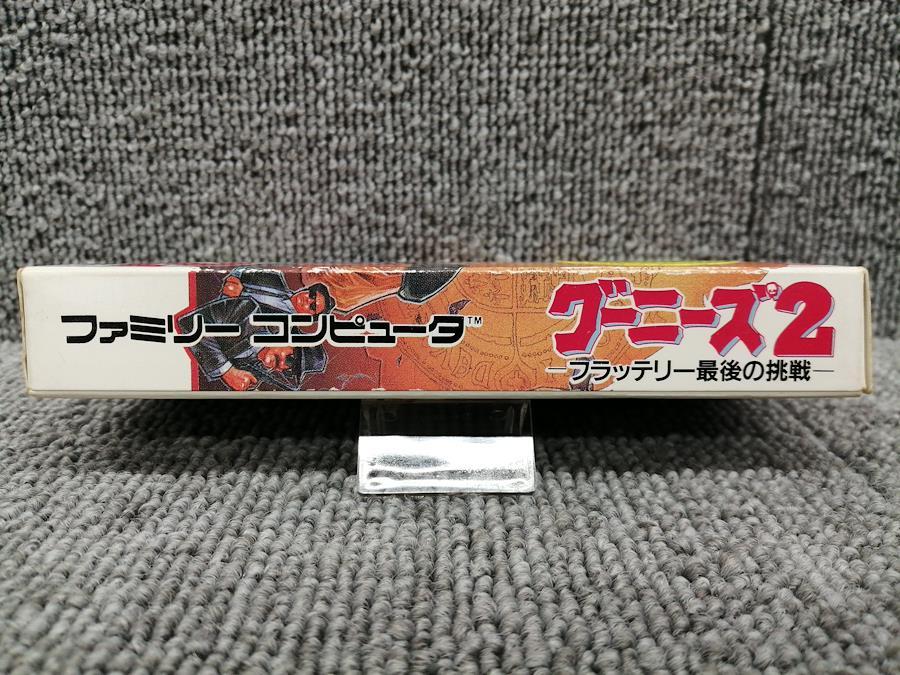 ファミリー コンピュータ™
グーニーズ2
―フラッテリー最後の挑戦―